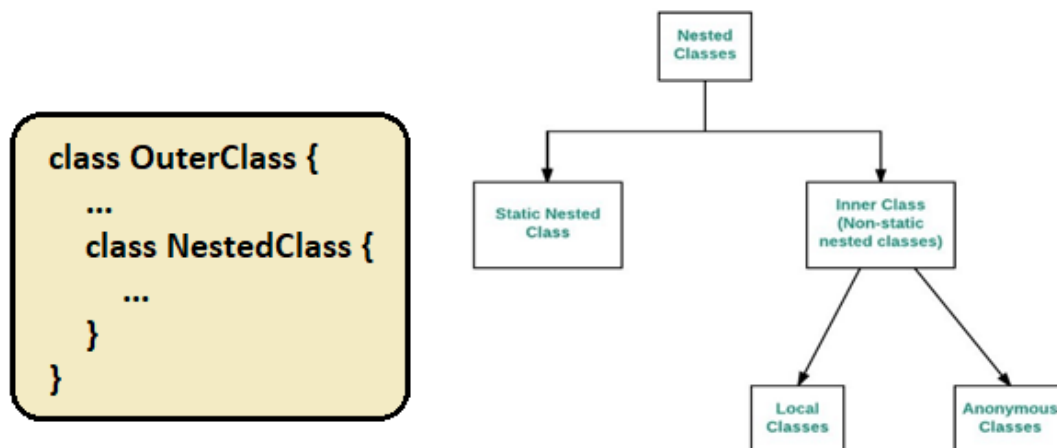 class OuterClass {
...
class NestedClass {
...
}
}
Nested
Classes
Static Nested
Class
Inner Class
(Non-static
nested classes)
Local
Classes
Anonymous
Classes